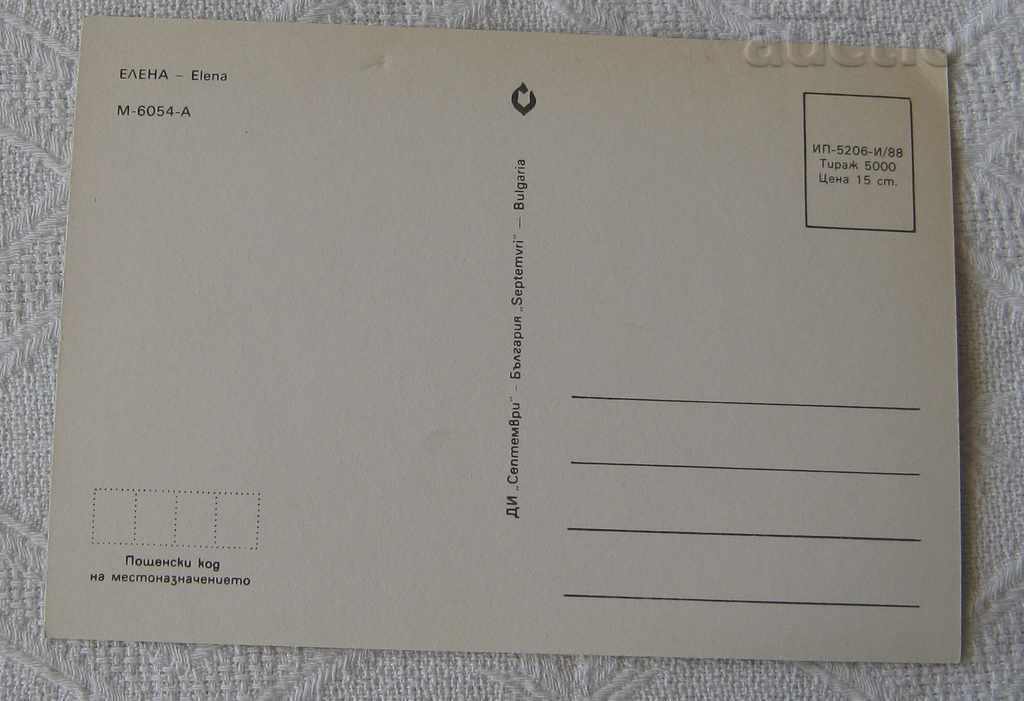 ЕЛЕНА – Elena
М-6054-А
ИП-5206-И/88
Тираж 5000
Цена 15 ст.
ДИ „Септември" - България „Septemvri" — Bulgaria
Пощенски код
на местоназначението